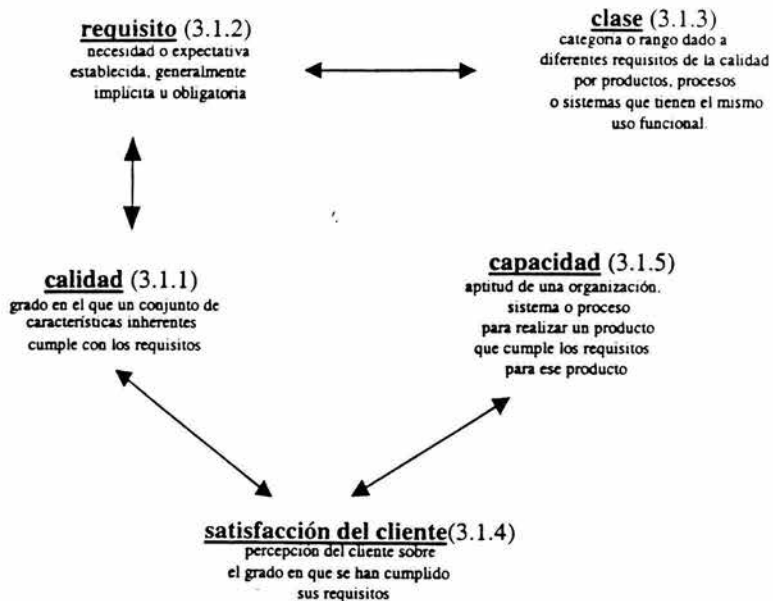 requisito (3.1.2)
necesidad o expectativa
establecida, generalmente
implícita u obligatoria
clase (3.1.3)
categoria o rango dado a
diferentes requisitos de la calidad
por productos, procesos
o sistemas que tienen el mismo
uso funcional.
calidad (3.1.1)
grado en el que un conjunto de
características inherentes
cumple con los requisitos
capacidad (3.1.5)
aptitud de una organización,
sistema o proceso
para realizar un producto
que cumple los requisitos
para ese producto
satisfacción del cliente(3.1.4)
percepción del cliente sobre
el grado en que se han cumplido
sus requisitos